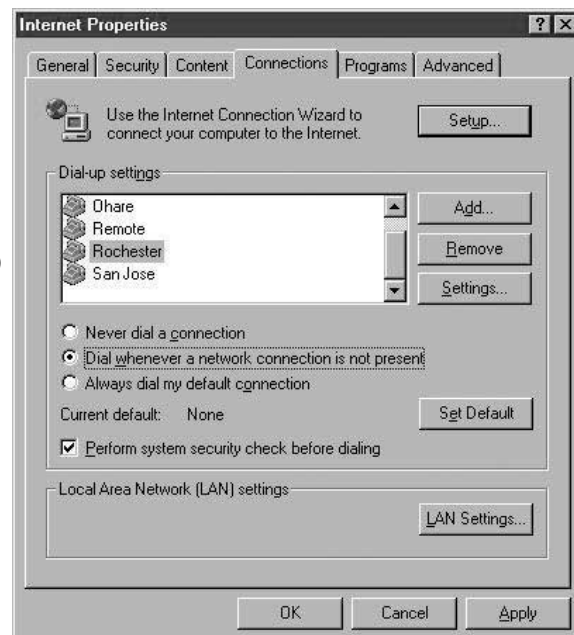 Internet Properties
? X
General Security Content Connections Programs Advanced
Use the Internet Connection Wizard to
connect your computer to the Internet.
Setup...
Dial-up settings
Ohare
Remote
Rochester
San Jose
Add...
Remove
Settings...
Never dial a connection
Dial whenever a network connection is not present
Always dial my default connection
Current default: None
Set Default
Perform system security check before dialing
Local Area Network (LAN) settings
LAN Settings...
OK Cancel Apply